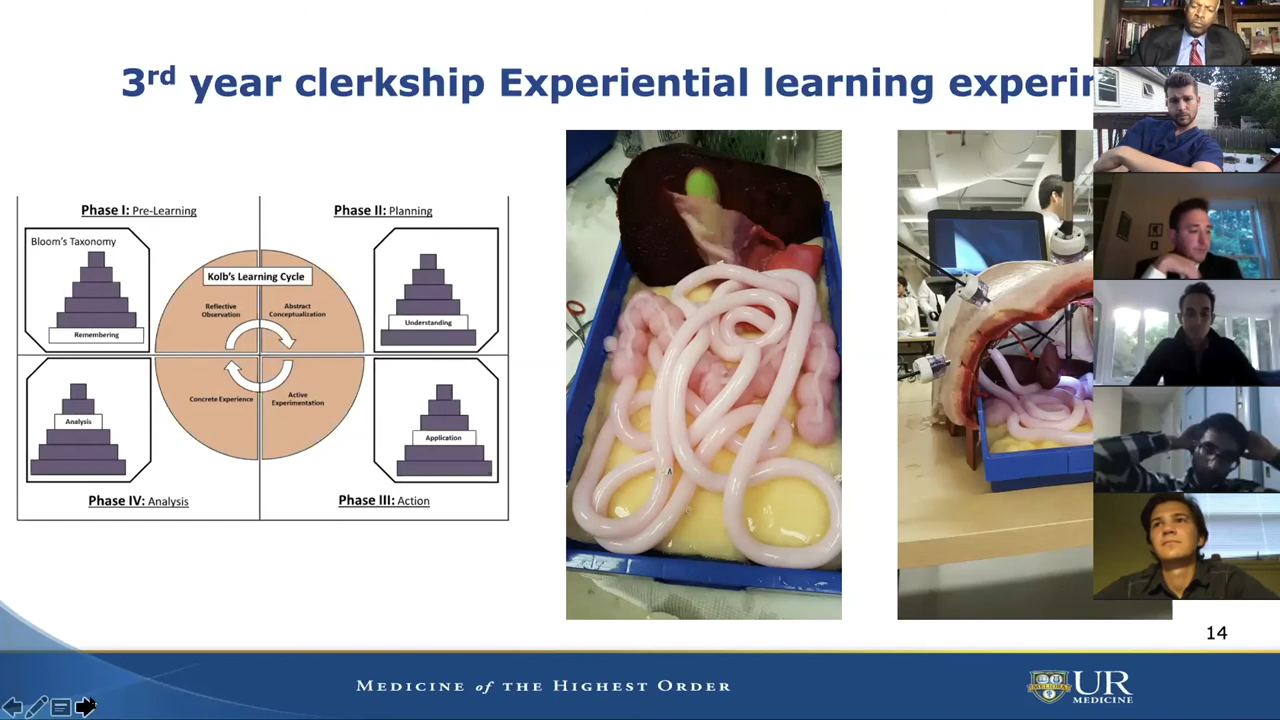 3rd year clerkship Experiential learning experim
Phase I: Pre-Learning
Phase II: Planning
Bloom's Taxonomy
Kolb's Learning Cycle
Reflective
Observation
Abstract
Conceptualization
Remembering
Understanding
Concrete Experience
Active
Experimentation
Analysis
Application
Phase IV: Analysis
Phase III: Action
14
MEDICINE of THE HIGHEST ORDER
MELIORA
UR
MEDICINE